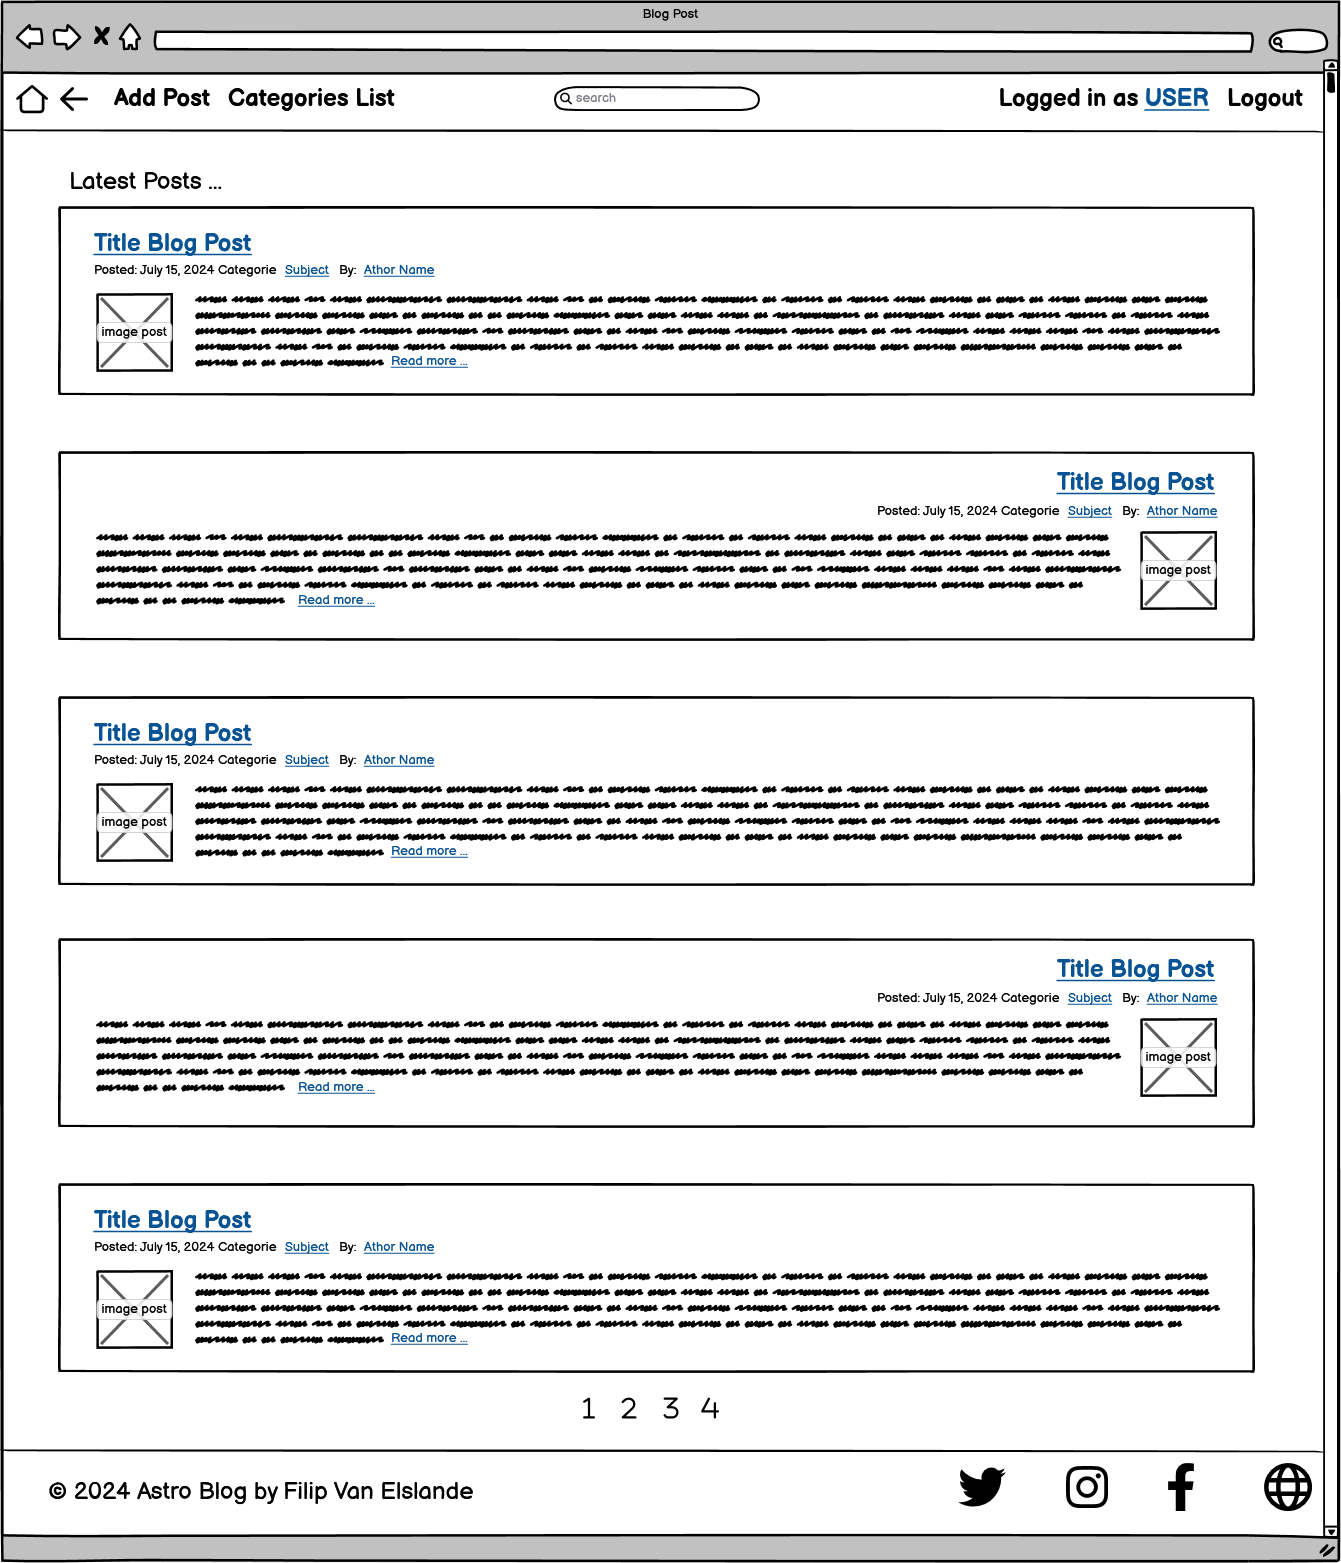 Blog Post
Add Post Categories List search Logged in as USER Logout
Latest Posts ...
Title Blog Post
Posted: July 15, 2024 Categorie Subject By: Athor Name
image post
Read more ...
Title Blog Post
Posted: July 15, 2024 Categorie Subject By: Athor Name
image post
Read more ...
Title Blog Post
Posted: July 15, 2024 Categorie Subject By: Athor Name
image post
Read more ...
Title Blog Post
Posted: July 15, 2024 Categorie Subject By: Athor Name
image post
Read more ...
Title Blog Post
Posted: July 15, 2024 Categorie Subject By: Athor Name
image post
Read more ...
1 2 3 4
© 2024 Astro Blog by Filip Van Elslande